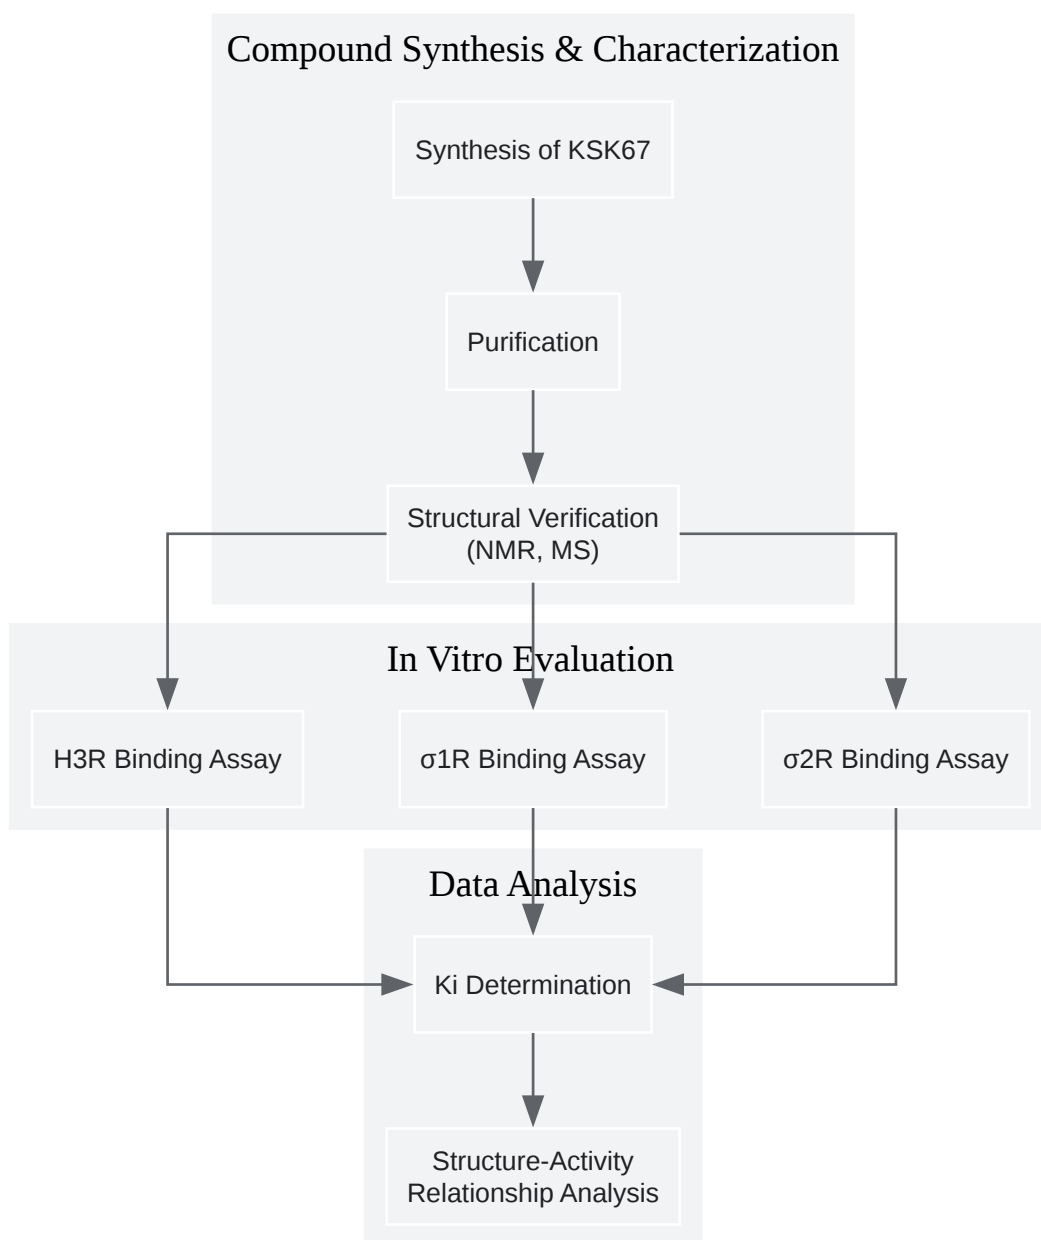 Compound Synthesis & Characterization
Synthesis of KSK67
Purification
Structural Verification
(NMR, MS)
In Vitro Evaluation
H3R Binding Assay
σ1R Binding Assay
σ2R Binding Assay
Data Analysis
Ki Determination
Structure-Activity
Relationship Analysis